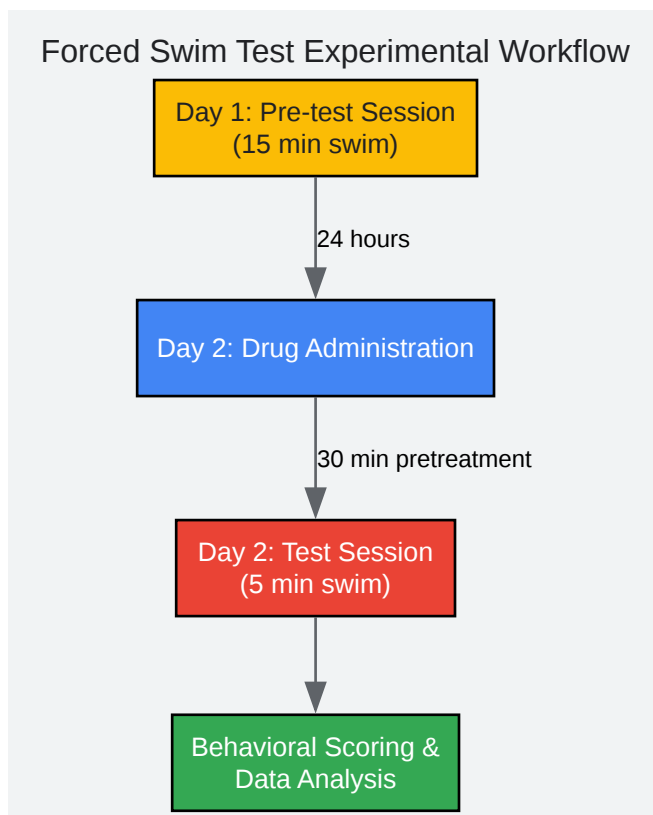 Forced Swim Test Experimental Workflow
Day 1: Pre-test Session
(15 min swim)
24 hours
Day 2: Drug Administration
30 min pretreatment
Day 2: Test Session
(5 min swim)
Behavioral Scoring &
Data Analysis